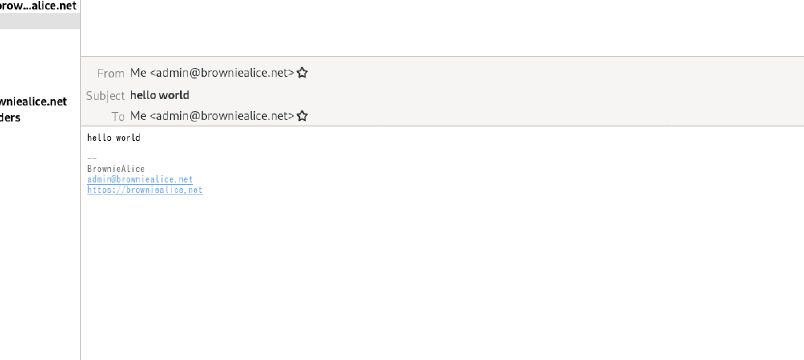 brow...alice.net
wniealice.net
ders
From Me <admin@browniealice.net>
Subject hello world
To Me <admin@browniealice.net>
hello world
--
BrownieAlice
admin@browniealice.net
https://browniealice.net